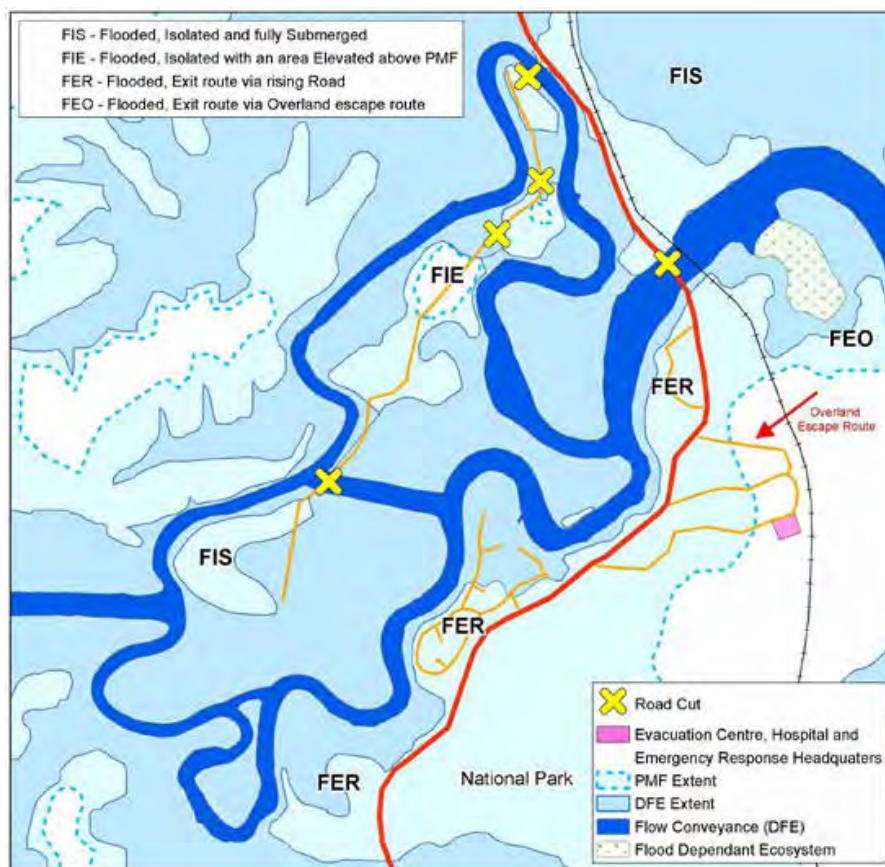 FIS - Flooded, Isolated and fully Submerged
FIE - Flooded, Isolated with an area Elevated above PMF
FER - Flooded, Exit route via rising Road
FEO - Flooded, Exit route via Overland escape route
FIS
FIE
FEO
FER
Overland
Escape Route
FIS
FER
FER
National Park
Road Cut
Evacuation Centre, Hospital and
Emergency Response Headquaters
PMF Extent
DFE Extent
Flow Conveyance (DFE)
Flood Dependant Ecosystem